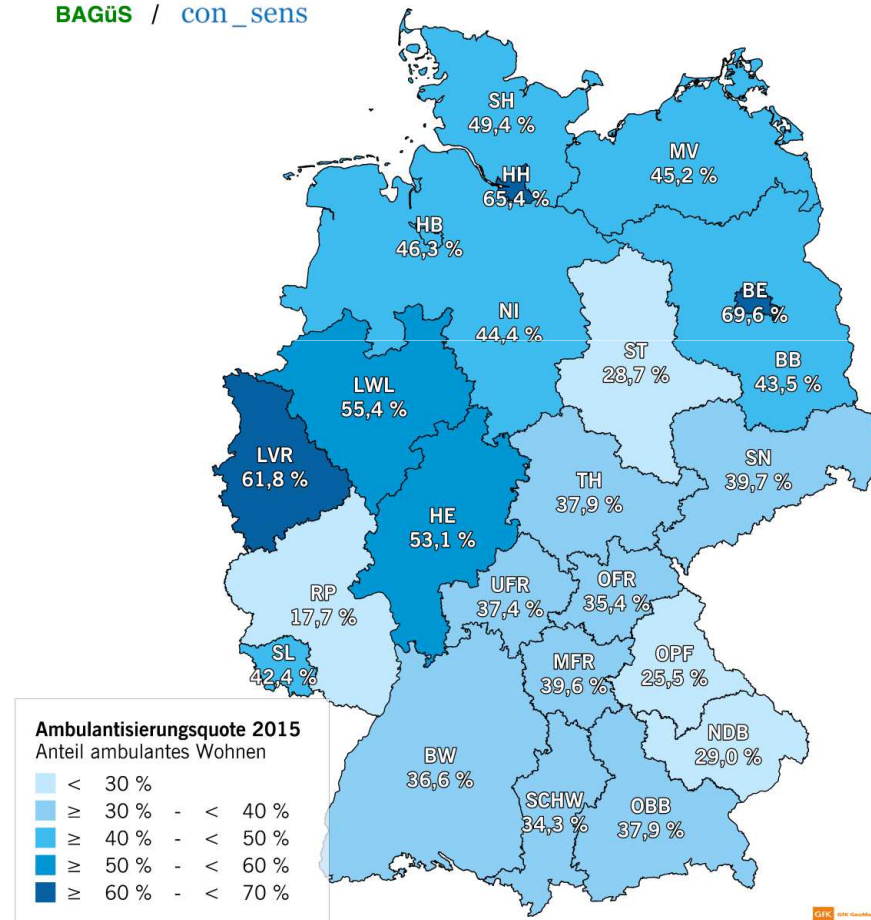 BAGüS / con_sens
SH
49,4 %
MV
45,2 %
HH
65,4 %
HB
46,3 %
BE
69,6 %
NI
44,4 %
ST
28,7 %
BB
43,5 %
LWL
55,4 %
LVR
61,8 %
SN
39,7 %
TH
37,9 %
HE
53,1 %
UFR
37,4 %
OFR
35,4 %
RP
17,7 %
SL
42,4 %
MFR
39,6 %
OPF
25,5 %
NDB
29,0 %
BW
36,6 %
SCHW
34,3 %
OBB
37,9 %
Ambulantisierungsquote 2015
Anteil ambulantes Wohnen
< 30 %
≥ 30 % - < 40 %
≥ 40 % - < 50 %
≥ 50 % - < 60 %
≥ 60 % - < 70 %
GfK GfK GeoMa